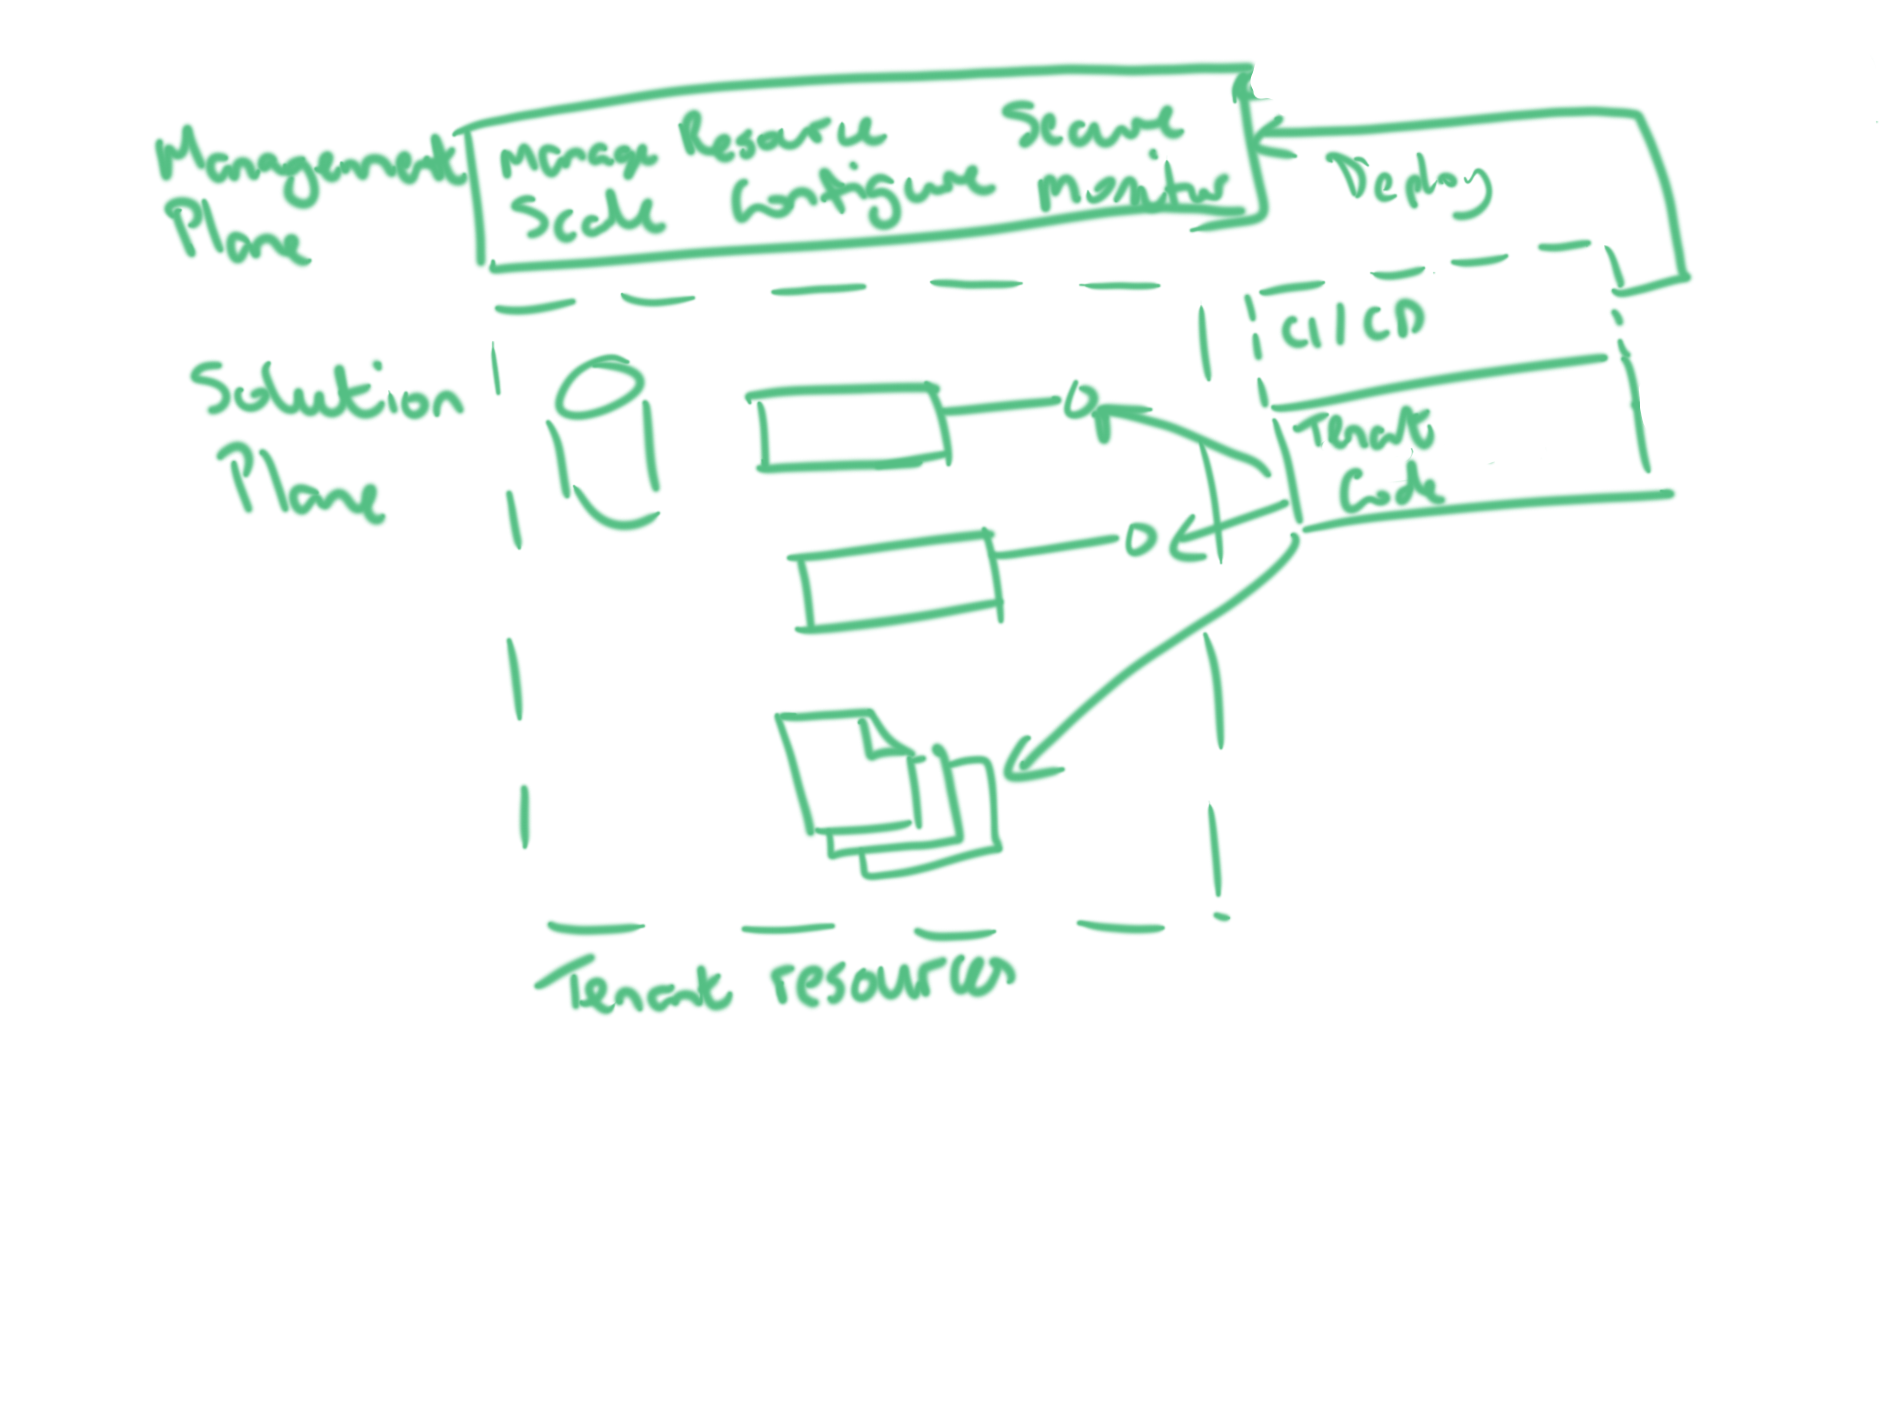 Management
Plane
Manage Resource Secure
Scale Configure Monitor
Deploy
CI/CD
Solution
Plane
Tenant
Code
Tenant resources